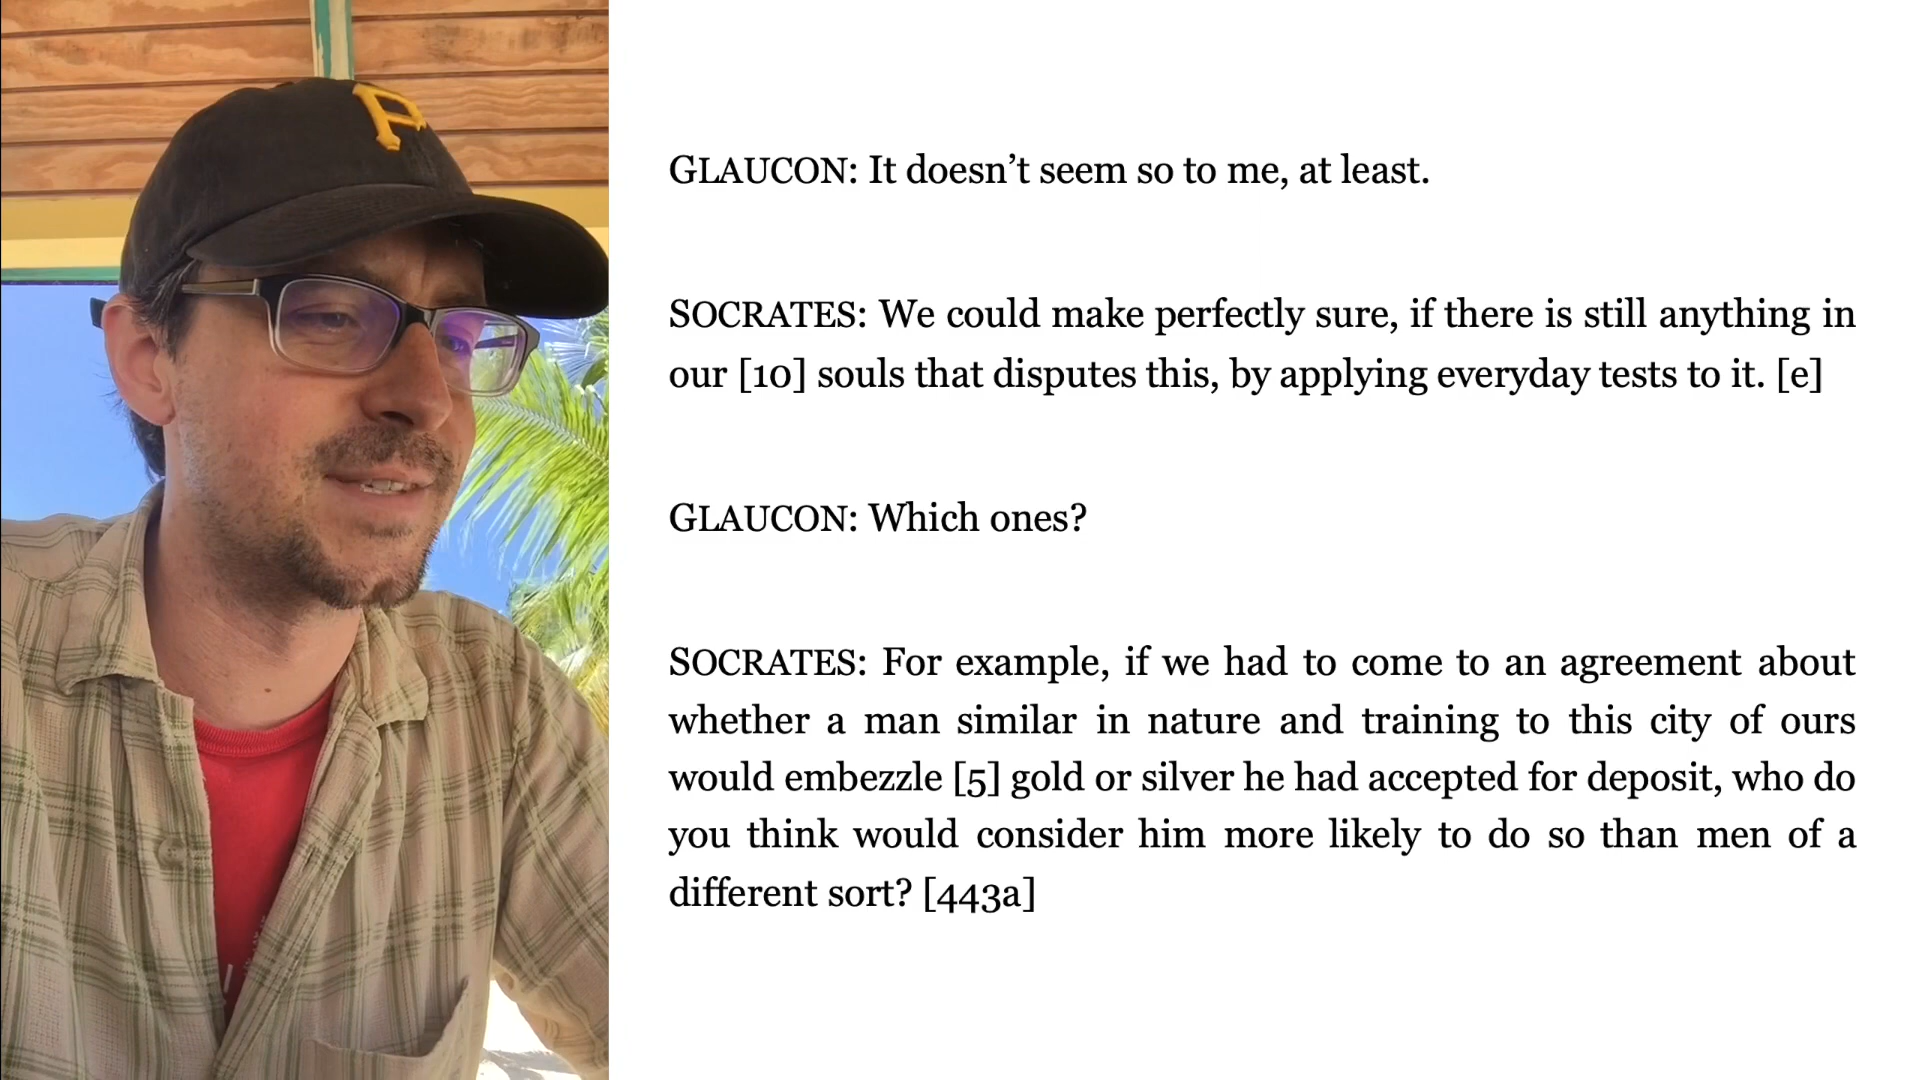 P
GLAUCON: It doesn’t seem so to me, at least.
SOCRATES: We could make perfectly sure, if there is still anything in
our [10] souls that disputes this, by applying everyday tests to it. [e]
GLAUCON: Which ones?
SOCRATES: For example, if we had to come to an agreement about
whether a man similar in nature and training to this city of ours
would embezzle [5] gold or silver he had accepted for deposit, who do
you think would consider him more likely to do so than men of a
different sort? [443a]